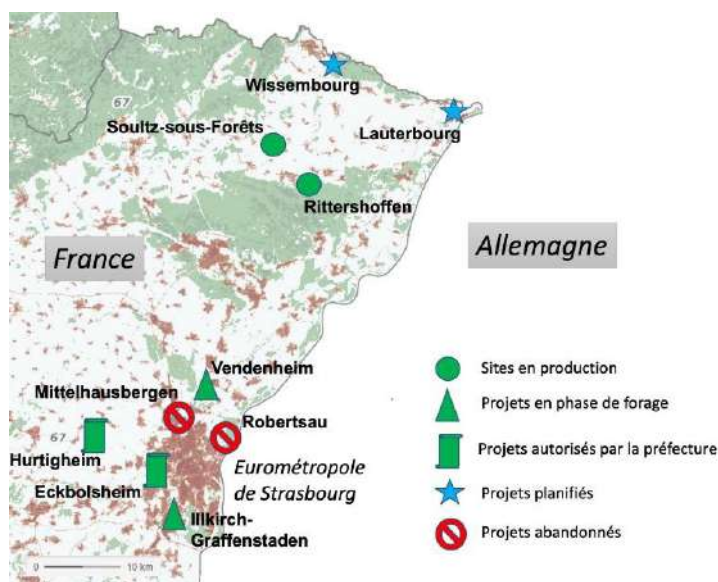 Wissembourg
67
Soultz-sous-Forêts
Lauterbourg
Rittershoffen
France
Allemagne
Vendenheim
Mittelhausbergen
Robertsau
67
Hurtigheim
Eckbolsheim
Eurométropole
de Strasbourg
Illkirch-
Graffenstaden
0 10 km
Sites en production
Projets en phase de forage
Projets autorisés par la préfecture
Projets planifiés
Projets abandonnés